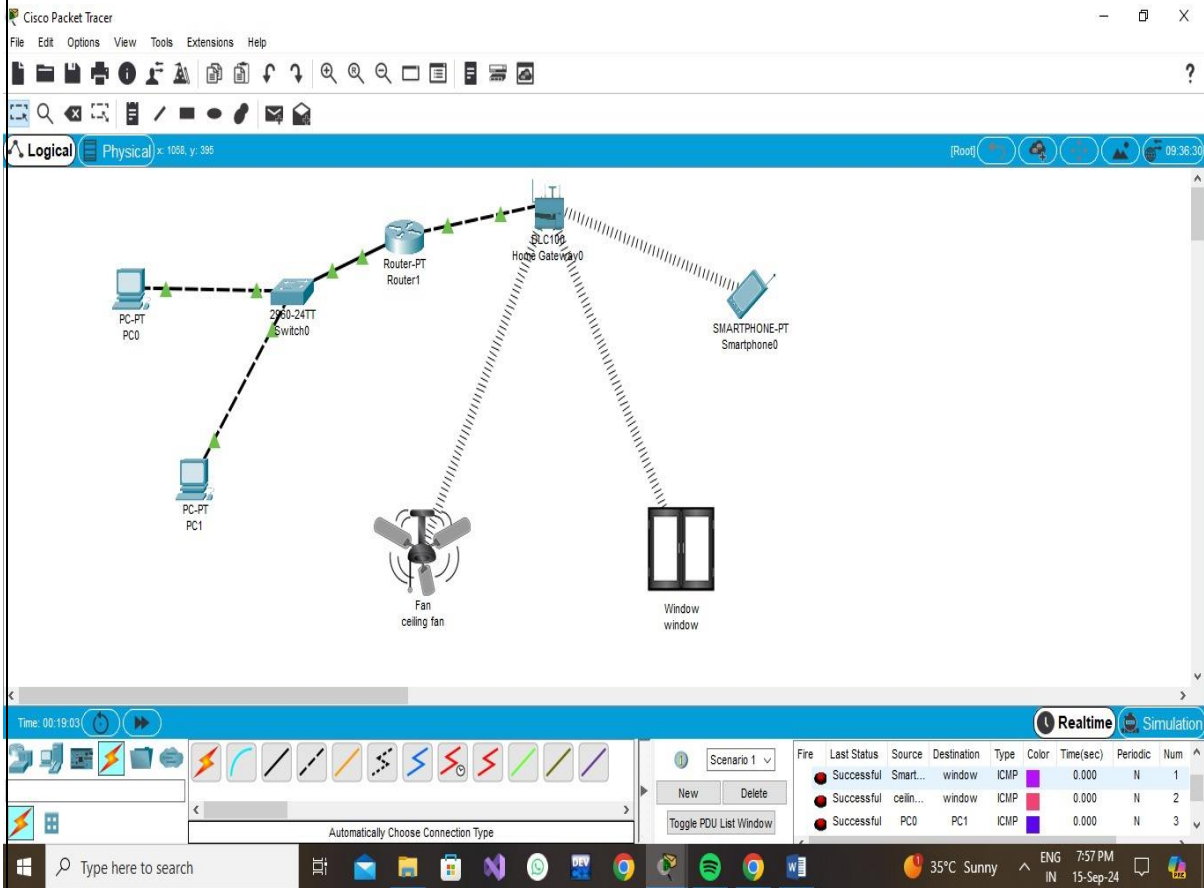 Cisco Packet Tracer
File Edit Options View Tools Extensions Help
?
Logical Physical x: 1058, y: 395 [Root] 09:36:30
DLC100
Home Gateway0
Router-PT
Router1
PC-PT
PC0
2960-24TT
Switch0
SMARTPHONE-PT
Smartphone0
PC-PT
PC1
Fan
ceiling fan
Window
window
Time: 00:19:03 Realtime Simulation
Scenario 1
New Delete
Toggle PDU List Window
Fire Last Status Source Destination Type Color Time(sec) Periodic Num
Successful Smart... window ICMP 0.000 N 1
Successful ceilin... window ICMP 0.000 N 2
Successful PC0 PC1 ICMP 0.000 N 3
Automatically Choose Connection Type
Type here to search
DEV
1
35°C Sunny
ENG
IN
7:57 PM
15-Sep-24